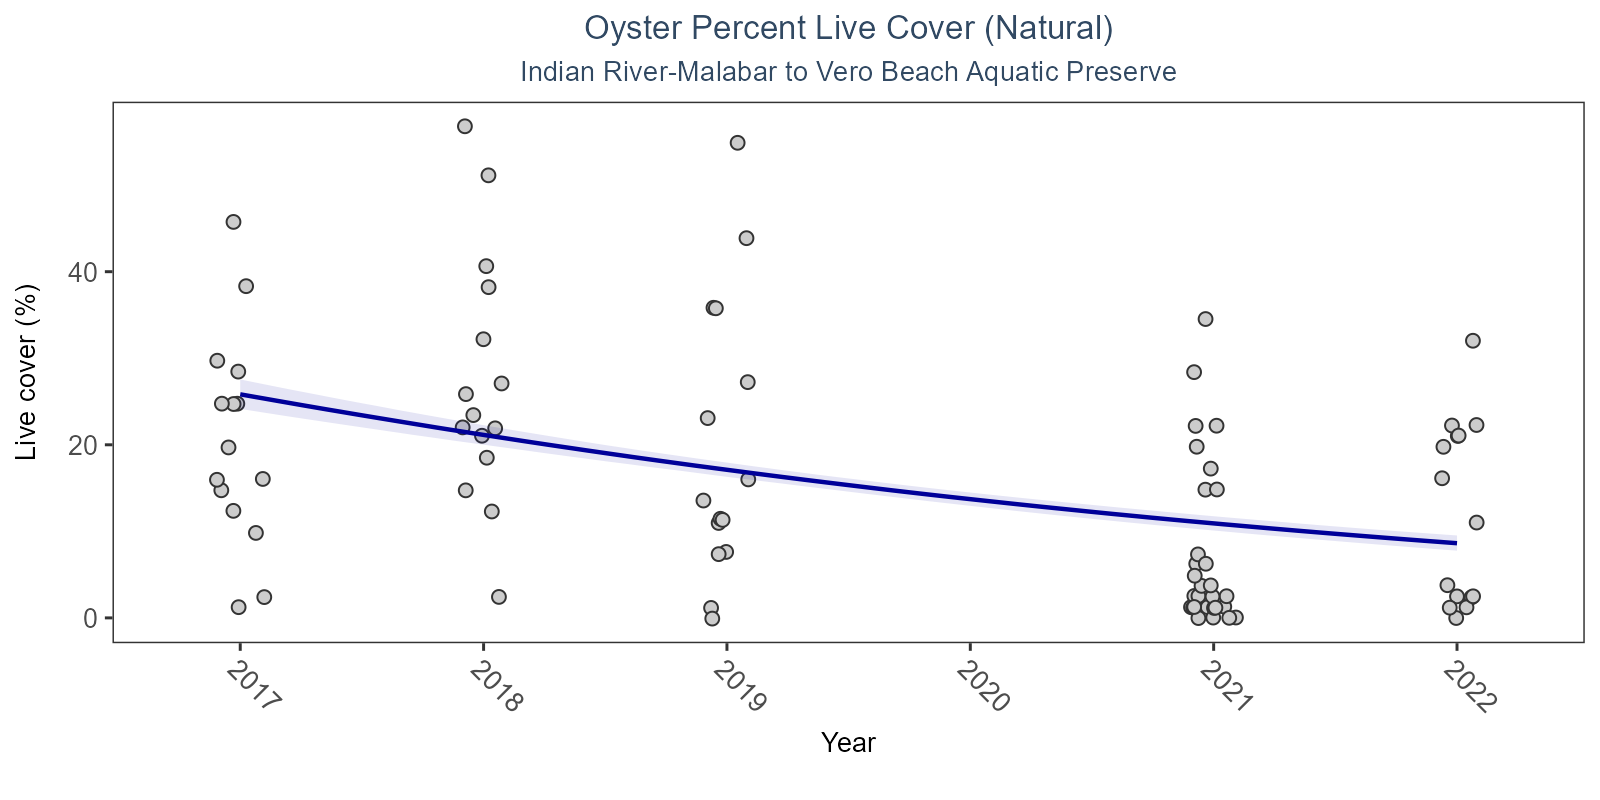 Oyster Percent Live Cover (Natural)
Indian River-Malabar to Vero Beach Aquatic Preserve
Live cover (%)
40
20
0
2017
2018
2019
2020
2021
2022
Year